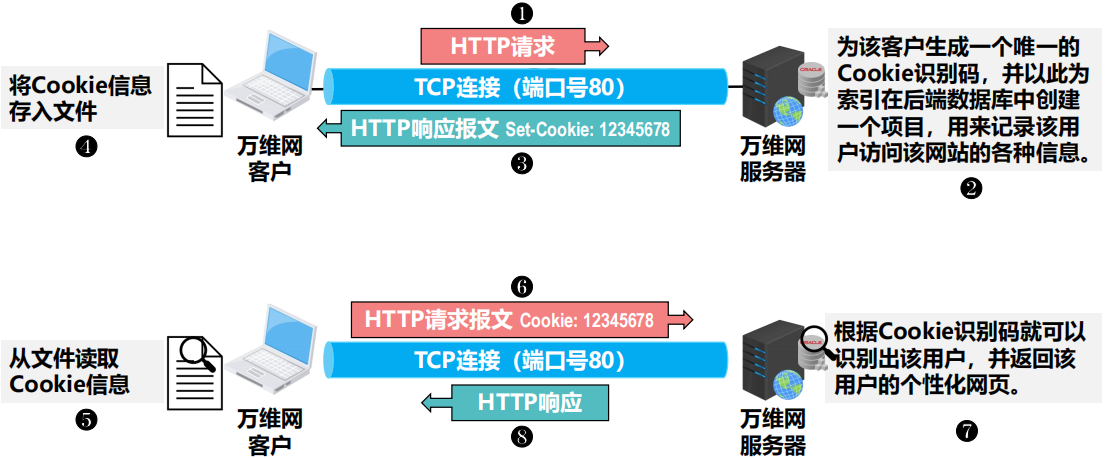 ❶
HTTP请求
TCP连接（端口号80）
HTTP响应报文 Set-Cookie: 12345678
❸
将Cookie信息
存入文件
❹
万维网
客户
万维网
服务器
ORACLE
为该客户生成一个唯一的
Cookie识别码，并以此为
索引在后端数据库中创建
一个项目，用来记录该用
户访问该网站的各种信息。
❷
❻
HTTP请求报文 Cookie: 12345678
TCP连接（端口号80）
HTTP响应
❽
从文件读取
Cookie信息
❺
万维网
客户
万维网
服务器
ORACLE
根据Cookie识别码就可以
识别出该用户，并返回该
用户的个性化网页。
❼